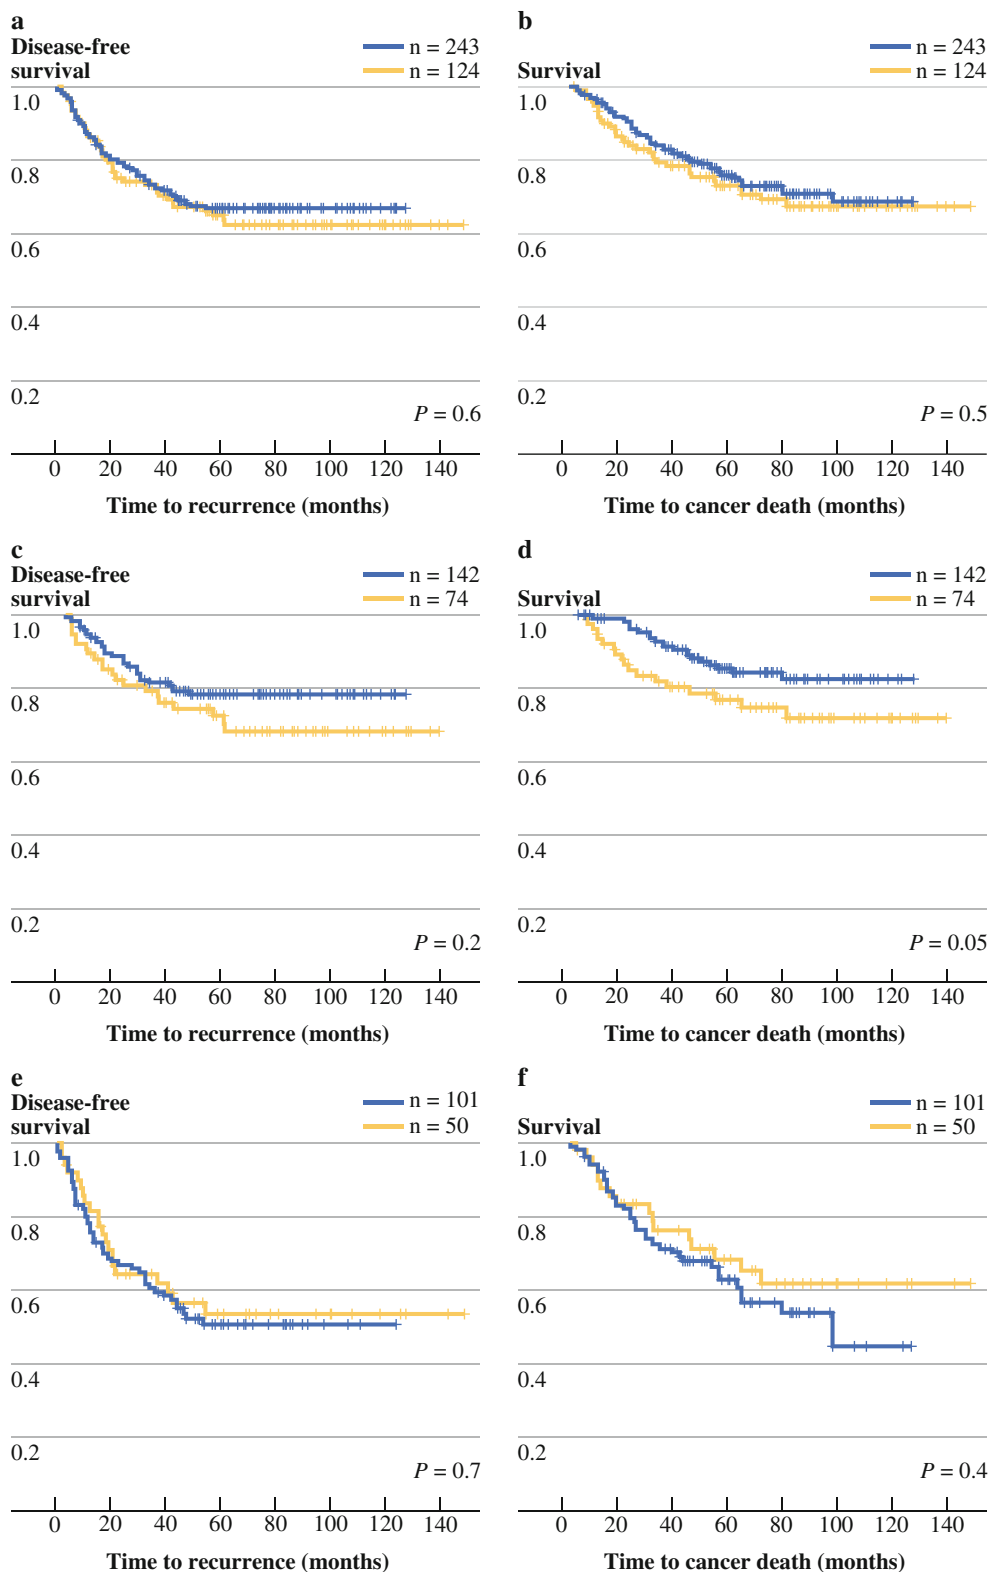 a
Disease-free
survival
n = 243
n = 124
1.0
0.8
0.6
0.4
0.2
P = 0.6
0 20 40 60 80 100 120 140
Time to recurrence (months)
b
Survival
n = 243
n = 124
1.0
0.8
0.6
0.4
0.2
P = 0.5
0 20 40 60 80 100 120 140
Time to cancer death (months)
c
Disease-free
survival
n = 142
n = 74
1.0
0.8
0.6
0.4
0.2
P = 0.2
0 20 40 60 80 100 120 140
Time to recurrence (months)
d
Survival
n = 142
n = 74
1.0
0.8
0.6
0.4
0.2
P = 0.05
0 20 40 60 80 100 120 140
Time to cancer death (months)
e
Disease-free
survival
n = 101
n = 50
1.0
0.8
0.6
0.4
0.2
P = 0.7
0 20 40 60 80 100 120 140
Time to recurrence (months)
f
Survival
n = 101
n = 50
1.0
0.8
0.6
0.4
0.2
P = 0.4
0 20 40 60 80 100 120 140
Time to cancer death (months)